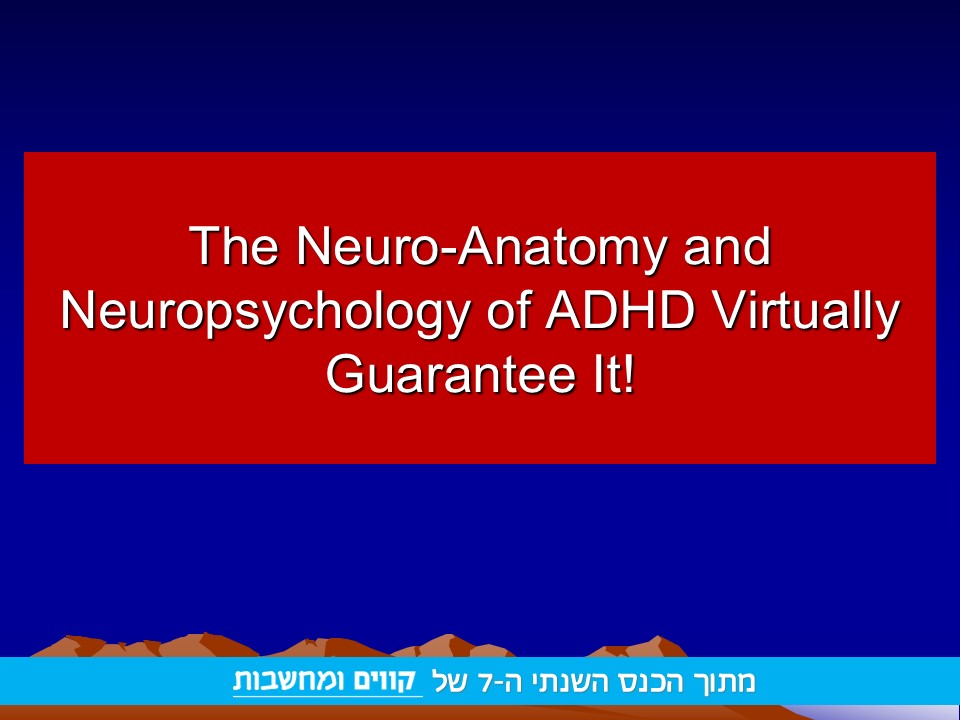 The Neuro-Anatomy and
Neuropsychology of ADHD Virtually
Guarantee It!
מתוך הכנס השנתי ה-7 של קווים ומחשבות